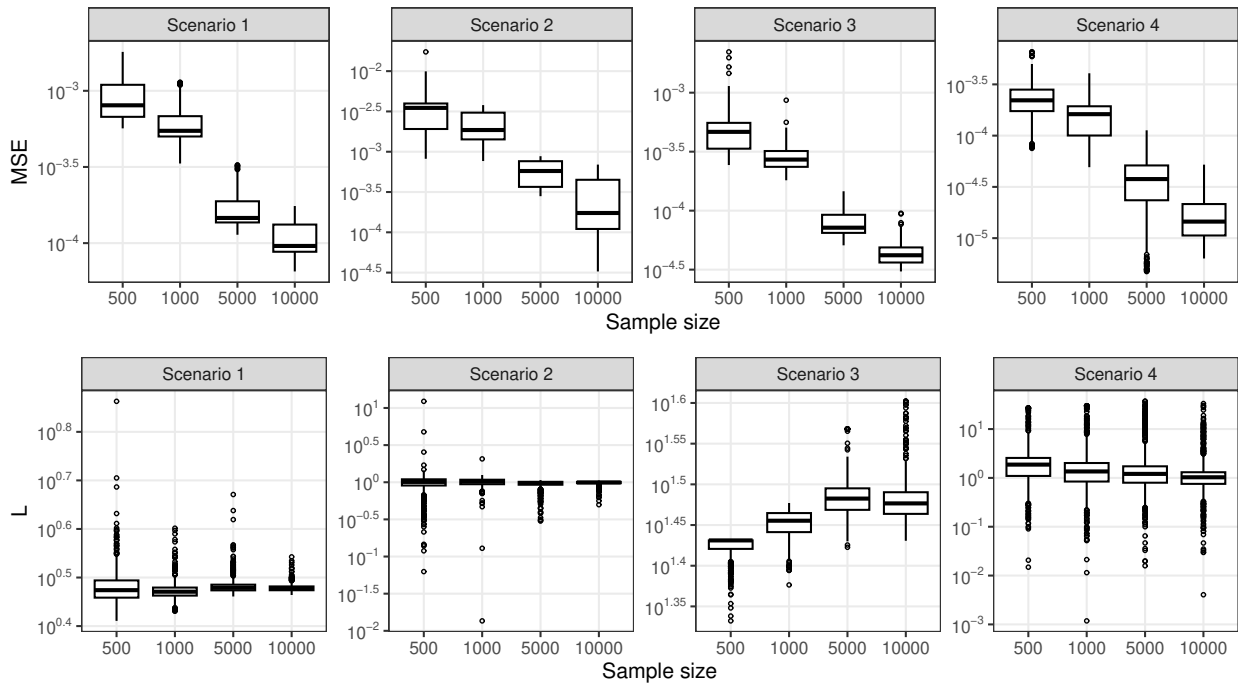 Scenario 1
Scenario 2
Scenario 3
Scenario 4
MSE
10^−3
10^−3.5
10^−4
10^−2
10^−2.5
10^−3
10^−3.5
10^−4
10^−4.5
10^−3
10^−3.5
10^−4
10^−4.5
10^−3.5
10^−4
10^−4.5
10^−5
500 1000 5000 10000
500 1000 5000 10000
500 1000 5000 10000
500 1000 5000 10000
Sample size
Scenario 1
Scenario 2
Scenario 3
Scenario 4
L
10^0.8
10^0.7
10^0.6
10^0.5
10^0.4
10^1
10^0.5
10^0
10^−0.5
10^−1
10^−1.5
10^−2
10^1.6
10^1.55
10^1.5
10^1.45
10^1.4
10^1.35
10^1
10^0
10^−1
10^−2
10^−3
500 1000 5000 10000
500 1000 5000 10000
500 1000 5000 10000
500 1000 5000 10000
Sample size